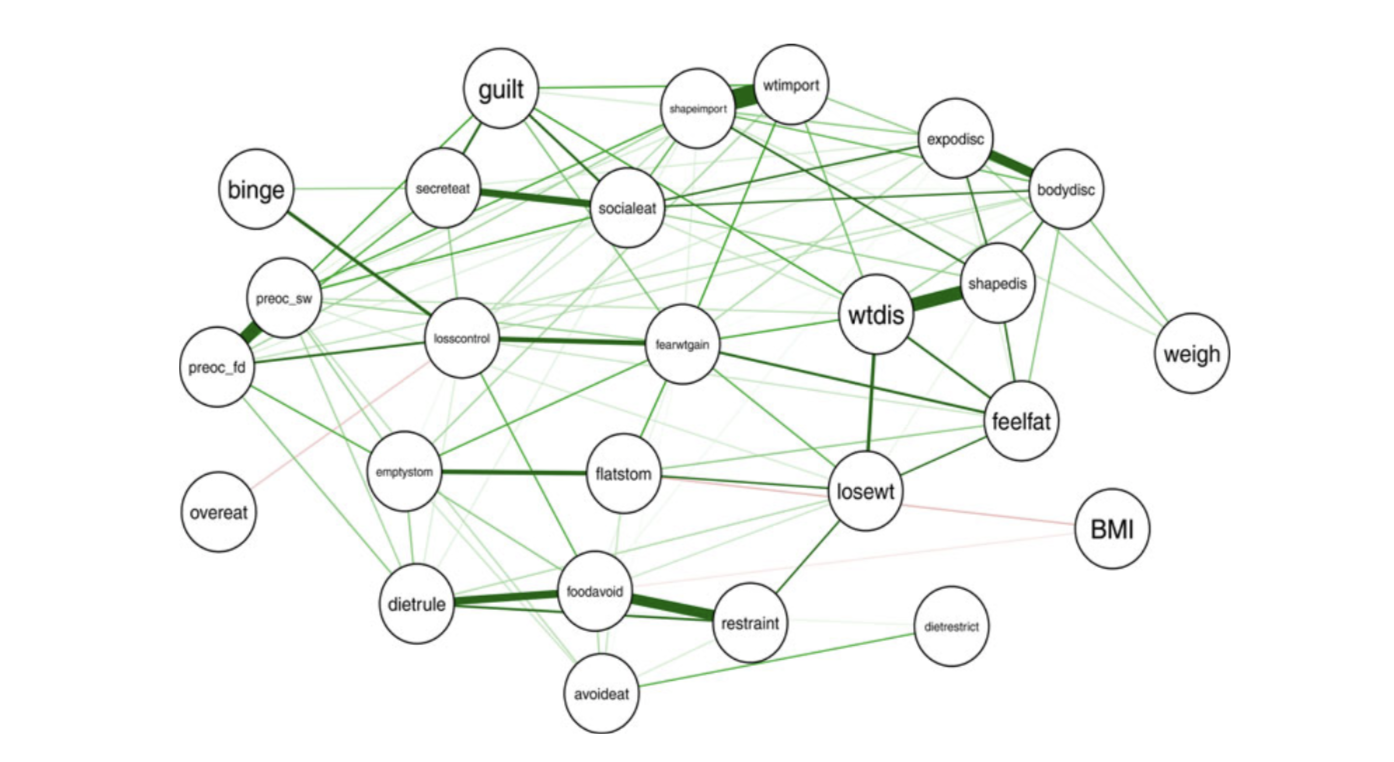 guilt
shapeimport
wtimport
expodisc
binge
secreteat
socialeat
bodydisc
preoc_sw
losscontrol
fearwtgain
wtdis
shapedis
preoc_fd
weigh
feelfat
emptystom
flatstom
losewt
overeat
BMI
dietrule
foodavoid
restraint
dietrestrict
avoideat